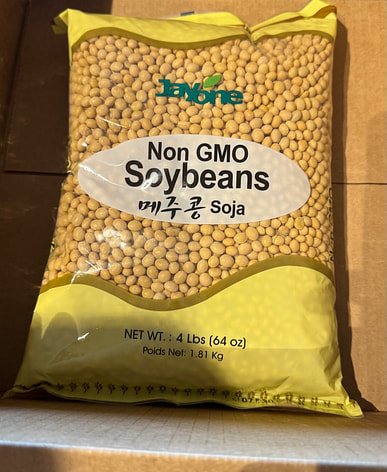 Jayone
Non GMO
Soybeans
메주콩 Soja
NET WT. : 4 Lbs (64 oz)
Poids Net: 1.81 Kg